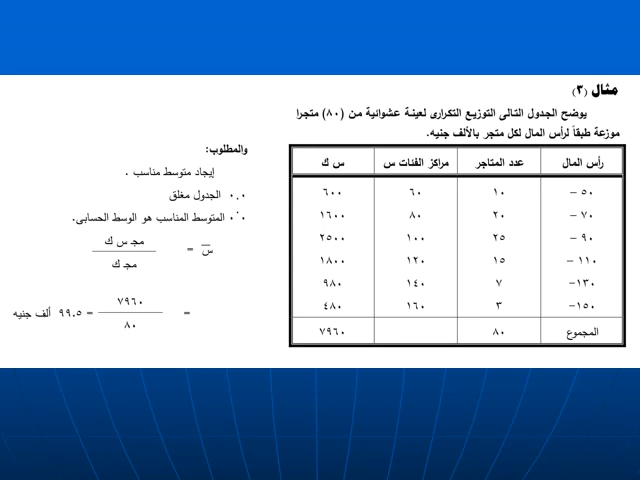 مثال (٣)
يوضح الجدول التالى التوزيع التكرارى لعينة عشوائية من (٨٠) متجرا
موزعة طبقاً لرأس المال لكل متجر بالألف جنيه.
رأس المال عدد المتاجر مراكز الفئات س س ك
٥٠ – ١٠ ٦٠ ٦٠٠
٧٠ – ٢٠ ٨٠ ١٦٠٠
٩٠ – ٢٥ ١٠٠ ٢٥٠٠
١١٠ – ١٥ ١٢٠ ١٨٠٠
١٣٠– ٧ ١٤٠ ٩٨٠
١٥٠– ٣ ١٦٠ ٤٨٠
المجموع ٨٠ ٧٩٦٠
والمطلوب:
إيجاد متوسط مناسب .
∵ الجدول مغلق
∴ المتوسط المناسب هو الوسط الحسابى.
مجـ س ك
س̅ =
مجـ ك
٧٩٦٠
= = ٩٩.٥ ألف جنيه
٨٠